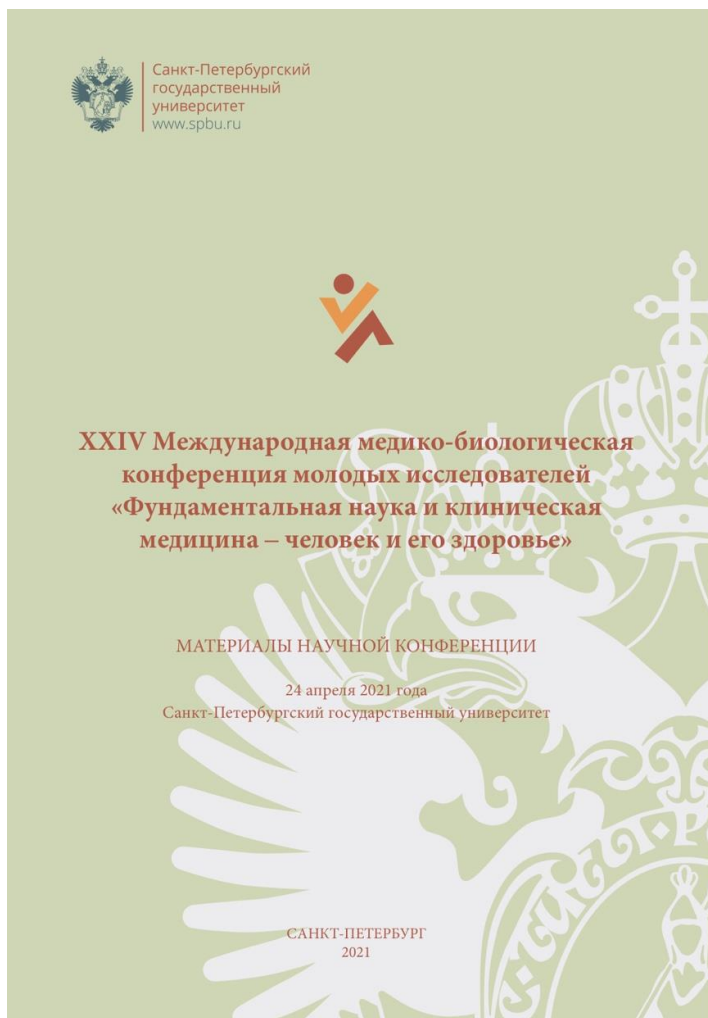 Санкт-Петербургский
государственный
университет
www.spbu.ru
XXIV Международная медико-биологическая
конференция молодых исследователей
«Фундаментальная наука и клиническая
медицина – человек и его здоровье»
МАТЕРИАЛЫ НАУЧНОЙ КОНФЕРЕНЦИИ
24 апреля 2021 года
Санкт-Петербургский государственный университет
САНКТ-ПЕТЕРБУРГ
2021